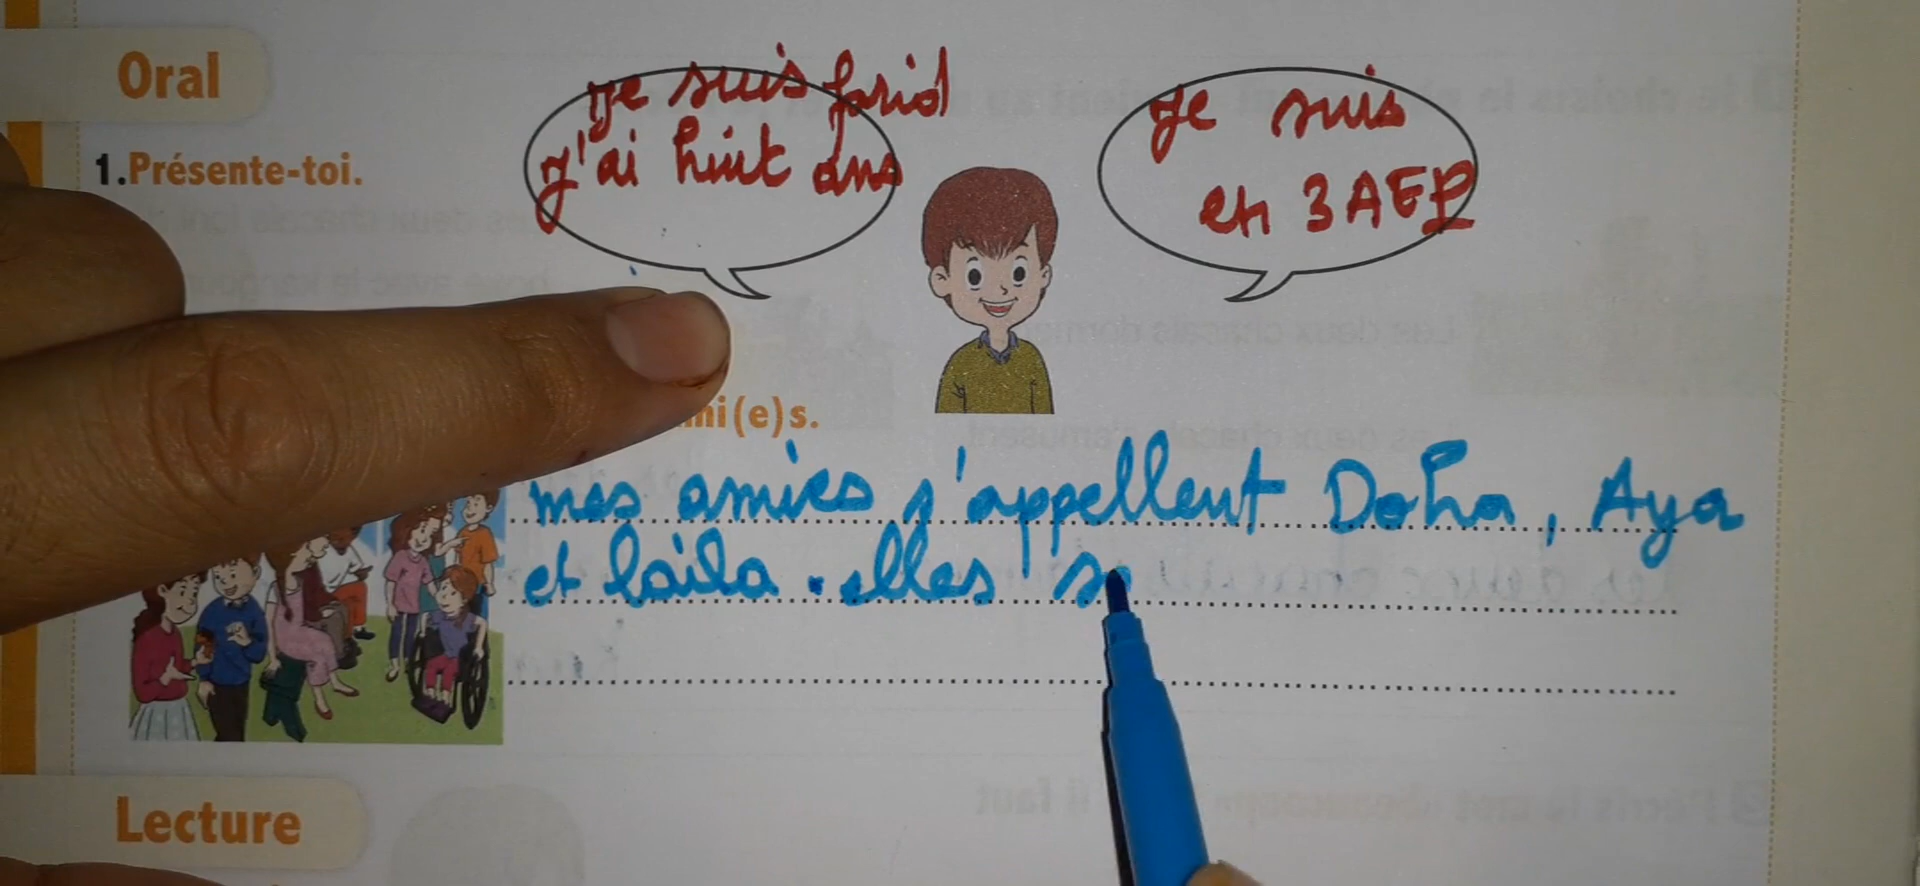 Oral
1.Présente-toi.
je suis farid
j'ai huit ans
je suis
en 3AEP
mi(e)s.
mes amies s'appellent Doha, Aya
et laila. elles so
Lecture